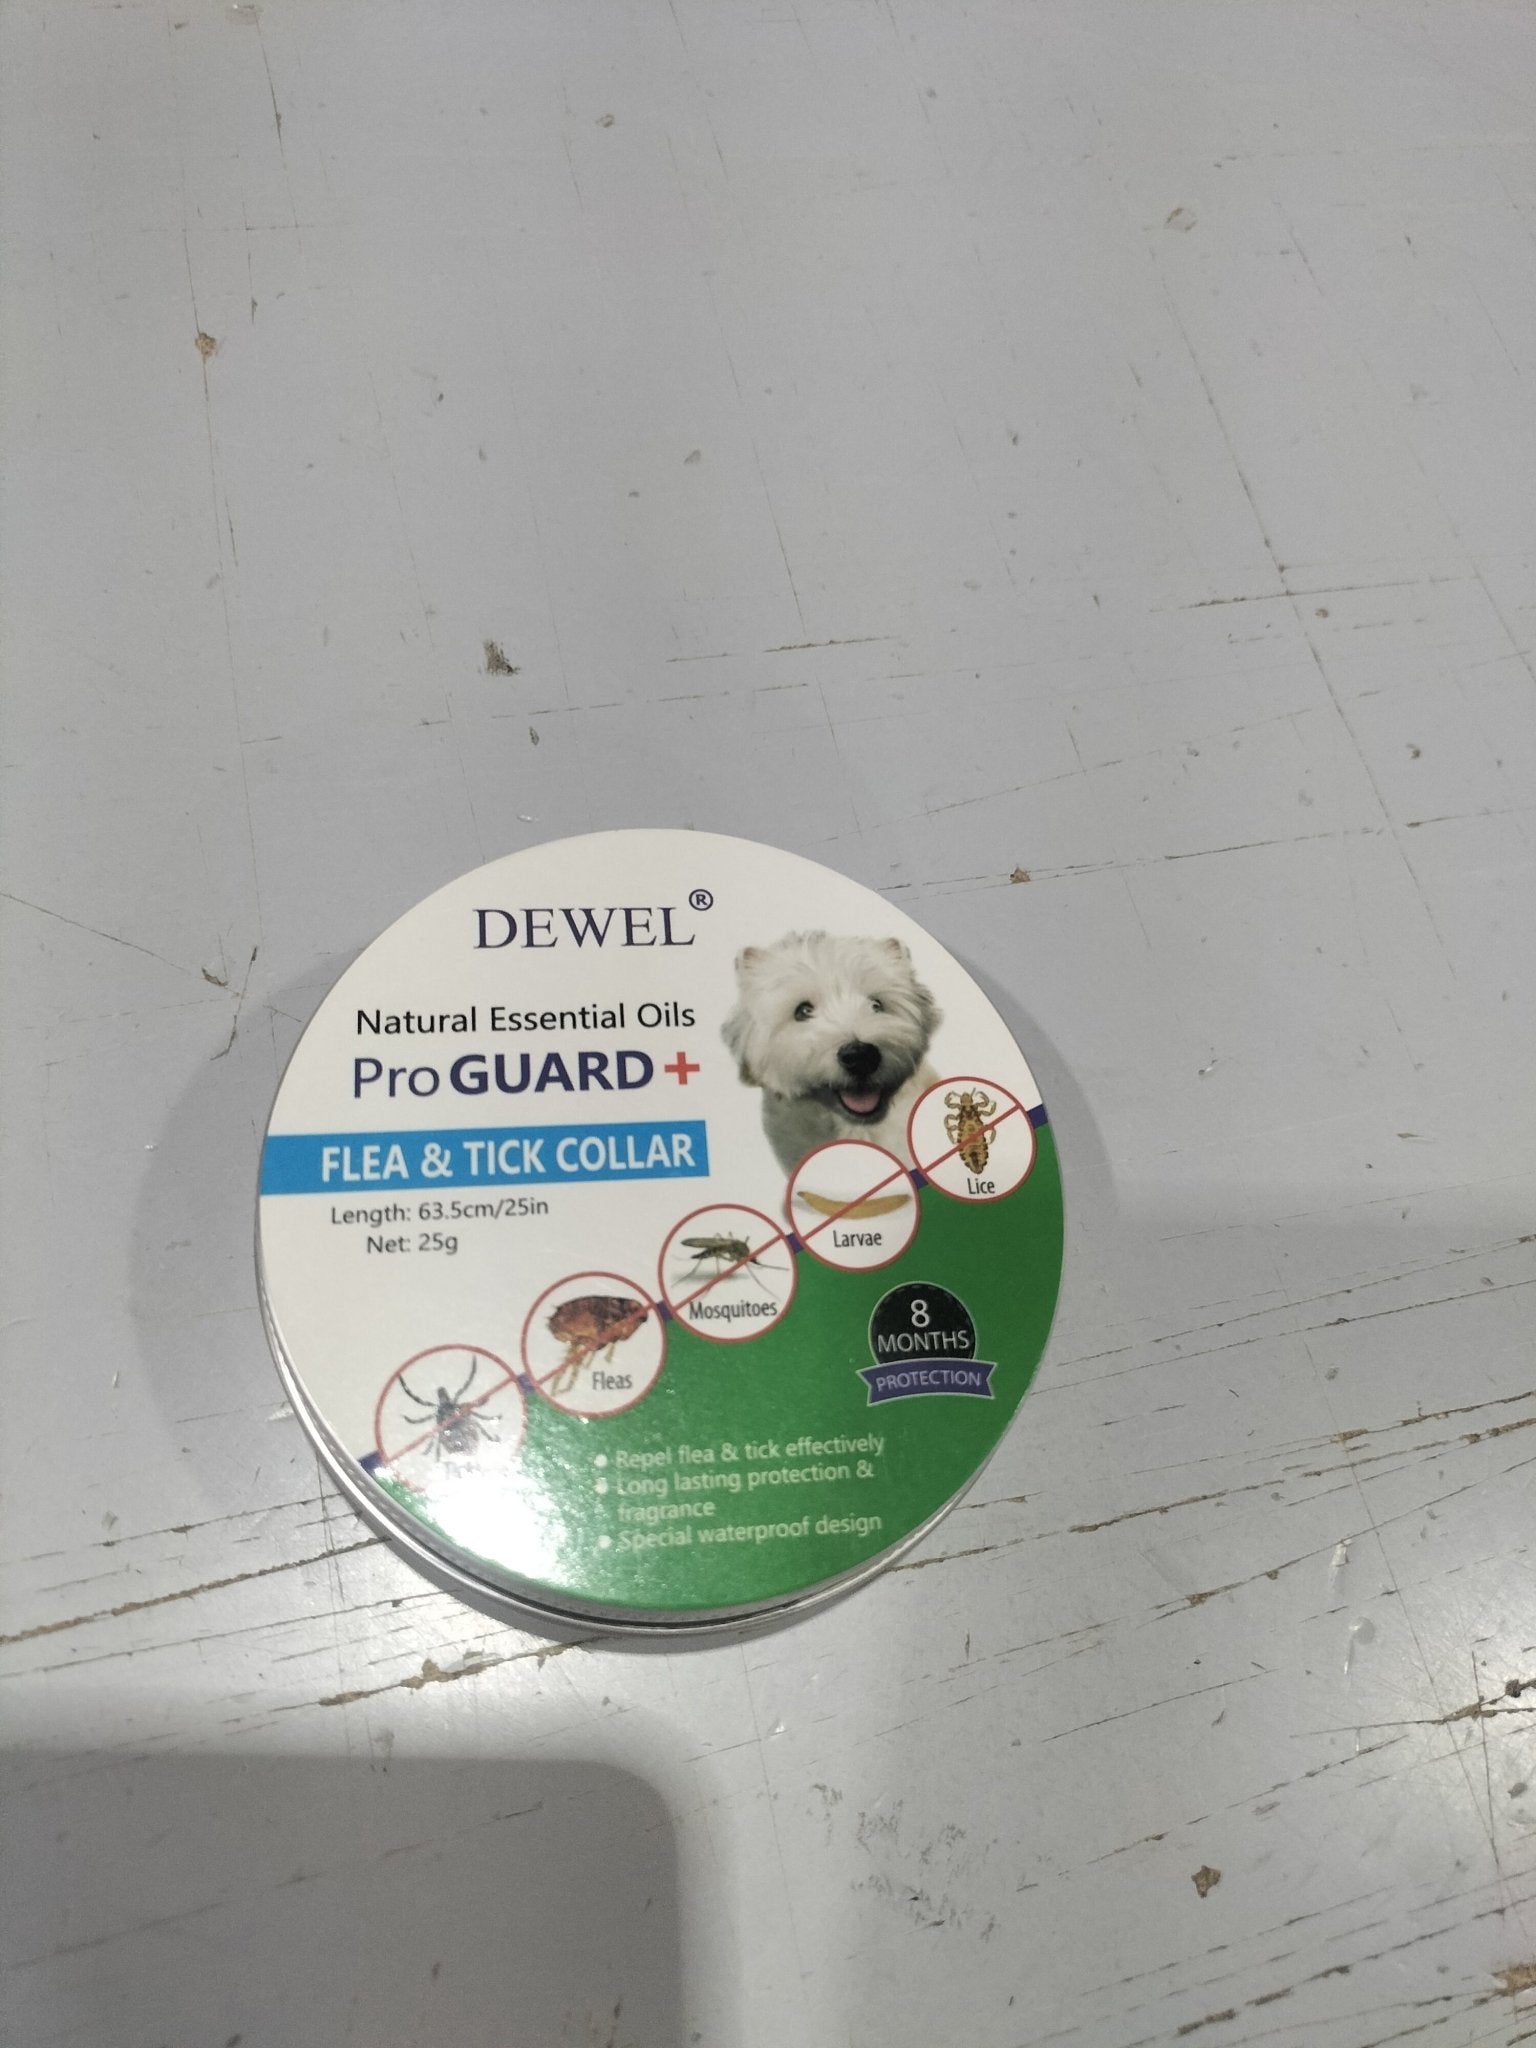 DEWEL®
Natural Essential Oils
Pro GUARD +
FLEA & TICK COLLAR
Length: 63.5cm/25in
Net: 25g
Lice
Larvae
Mosquitoes
Fleas
8
MONTHS
PROTECTION
• Repel flea & tick effectively
• Long lasting protection &
fragrance
• Special waterproof design